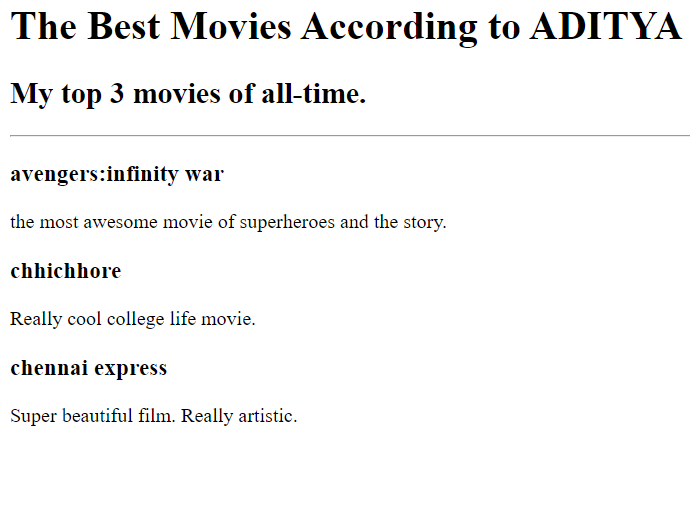 The Best Movies According to ADITYA
My top 3 movies of all-time.
avengers:infinity war
the most awesome movie of superheroes and the story.
chhichhore
Really cool college life movie.
chennai express
Super beautiful film. Really artistic.